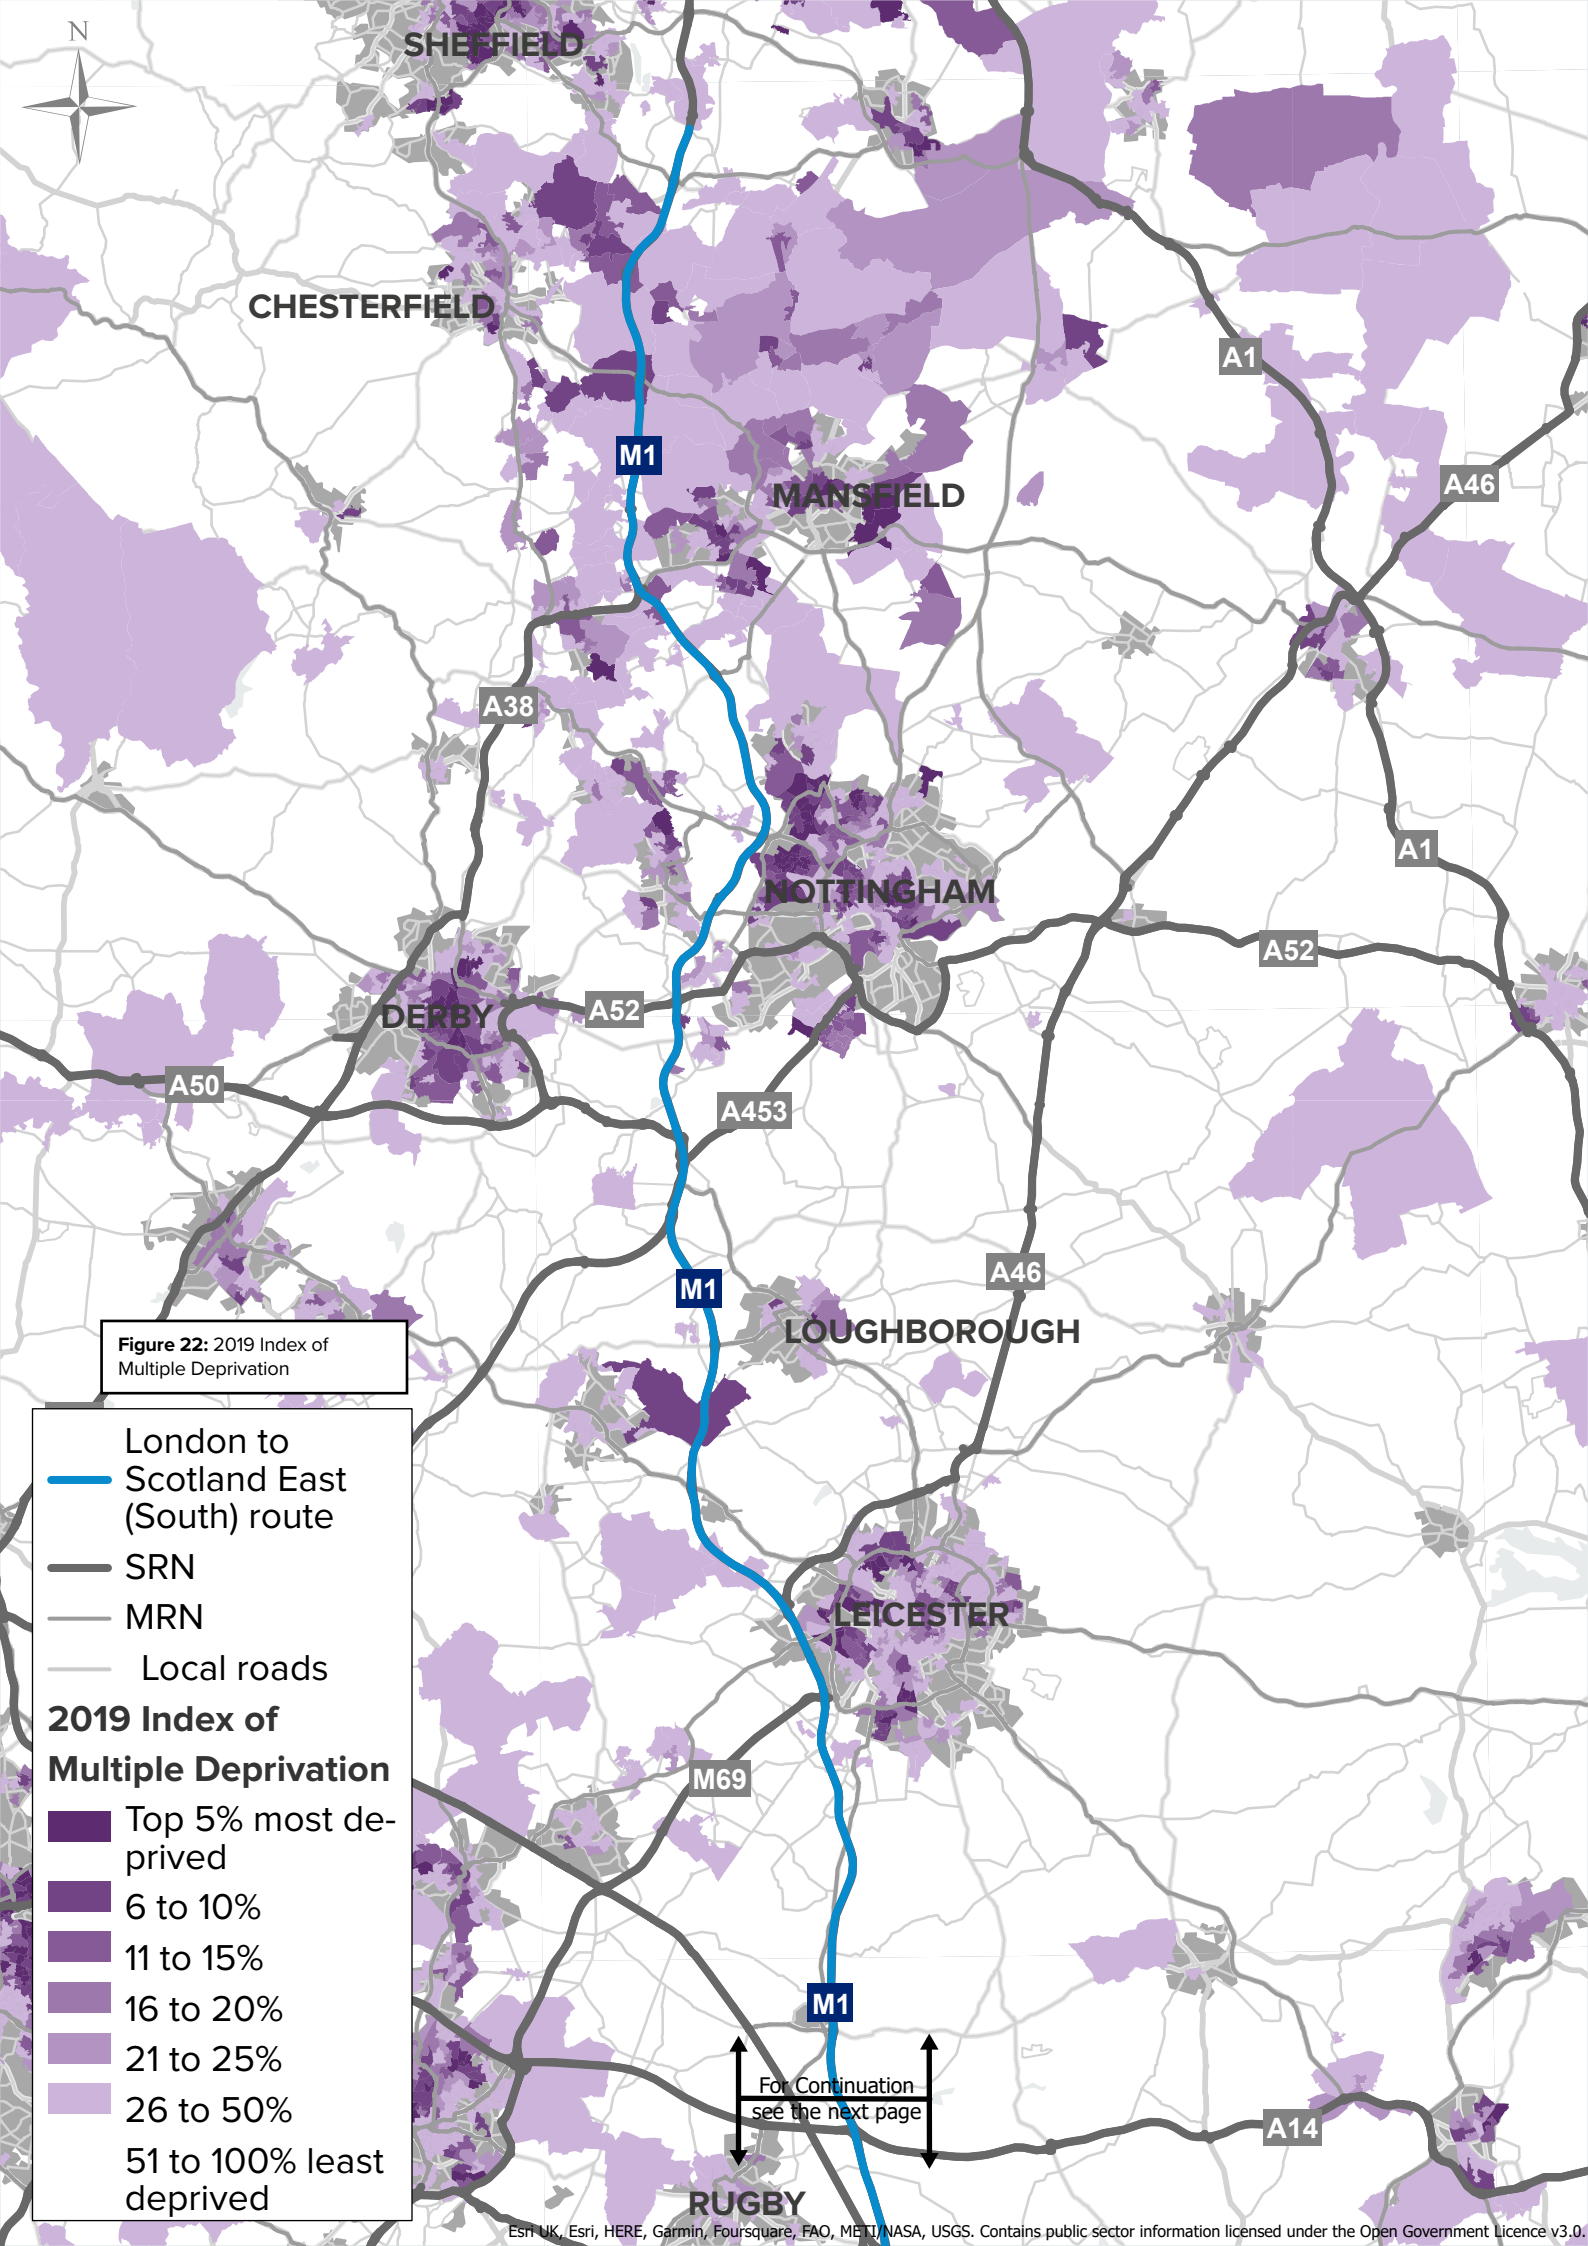 N
SHEFFIELD
CHESTERFIELD
A1
M1
MANSFIELD
A46
A38
A1
NOTTINGHAM
A52
DERBY
A52
A50
A453
A46
M1
LOUGHBOROUGH
Figure 22: 2019 Index of
Multiple Deprivation
London to
Scotland East
(South) route
SRN
MRN
Local roads
2019 Index of
Multiple Deprivation
Top 5% most de-
prived
6 to 10%
11 to 15%
16 to 20%
21 to 25%
26 to 50%
51 to 100% least
deprived
LEICESTER
M69
M1
For Continuation
see the next page
A14
RUGBY
Esri UK, Esri, HERE, Garmin, Foursquare, FAO, METI/NASA, USGS. Contains public sector information licensed under the Open Government Licence v3.0.